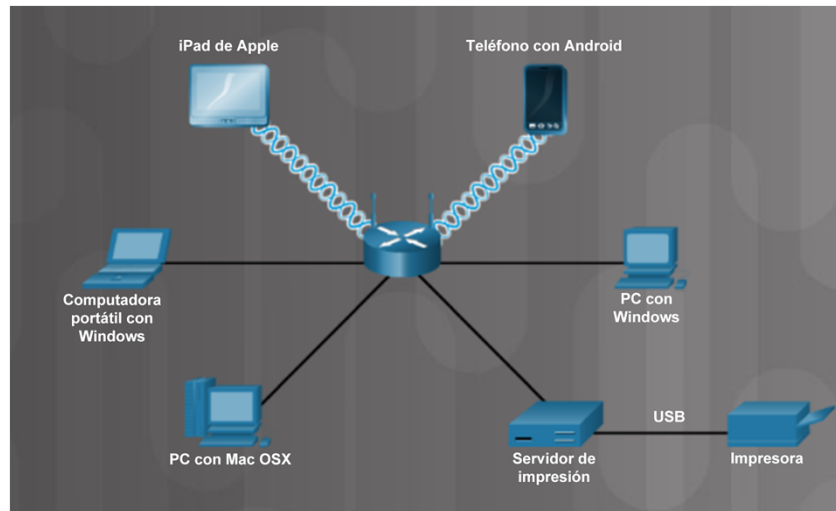 iPad de Apple
Teléfono con Android
Computadora
portátil con
Windows
PC con
Windows
PC con Mac OSX
Servidor de
impresión
USB
Impresora